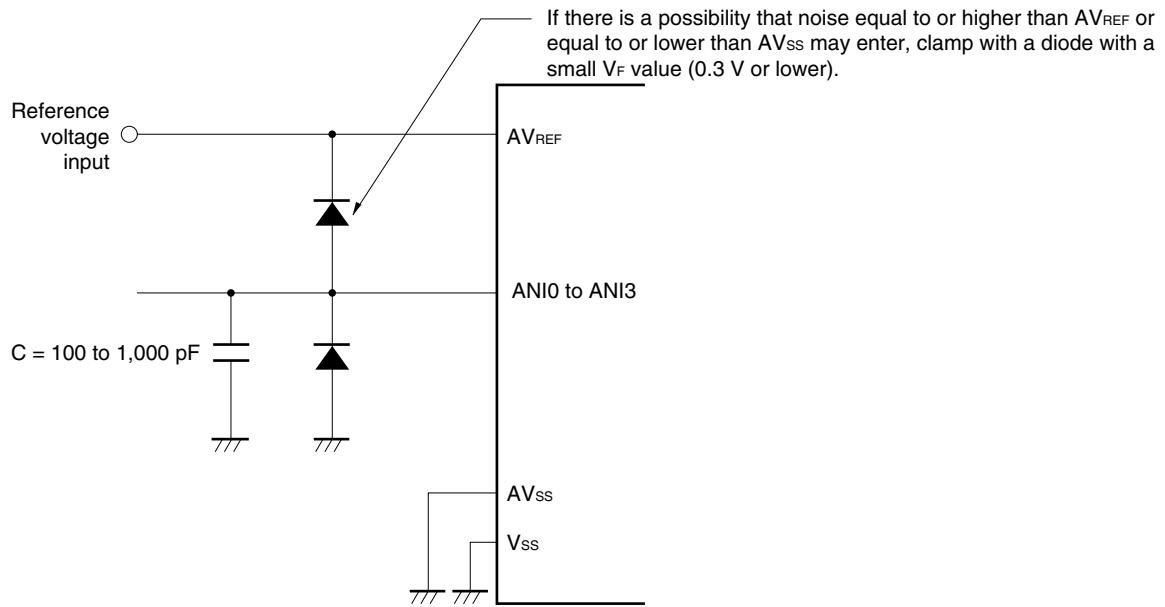 If there is a possibility that noise equal to or higher than AVREF or
equal to or lower than AVSS may enter, clamp with a diode with a
small VF value (0.3 V or lower).
Reference
voltage
input
AVREF
ANI0 to ANI3
C = 100 to 1,000 pF
AVSS
VSS